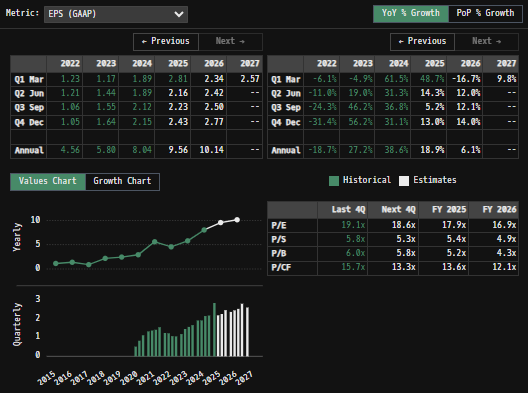 Metric: EPS (GAAP) YoY % Growth PoP % Growth
← Previous Next →
← Previous Next →
2022 2023 2024 2025 2026 2027
Q1 Mar 1.23 1.17 1.89 2.81 2.34 2.57
Q2 Jun 1.21 1.44 1.89 2.16 2.42 --
Q3 Sep 1.06 1.55 2.12 2.23 2.50 --
Q4 Dec 1.05 1.64 2.15 2.43 2.77 --
Annual 4.56 5.80 8.04 9.56 10.14 --
2022 2023 2024 2025 2026 2027
Q1 Mar -6.1% -4.9% 61.5% 48.7% -16.7% 9.8%
Q2 Jun -11.0% 19.0% 31.3% 14.3% 12.0% --
Q3 Sep -24.3% 46.2% 36.8% 5.2% 12.1% --
Q4 Dec -31.4% 56.2% 31.1% 13.0% 14.0% --
Annual -18.7% 27.2% 38.6% 18.9% 6.1% --
Values Chart Growth Chart
Historical Estimates
Yearly
10
5
0
Quarterly
3
2
1
0
2015 2016 2017 2018 2019 2020 2021 2022 2023 2024 2025 2026 2027
Last 4Q Next 4Q FY 2025 FY 2026
P/E 19.1x 18.6x 17.9x 16.9x
P/S 5.8x 5.3x 5.4x 4.9x
P/B 6.0x 5.8x 5.2x 4.3x
P/CF 15.7x 13.3x 13.6x 12.1x